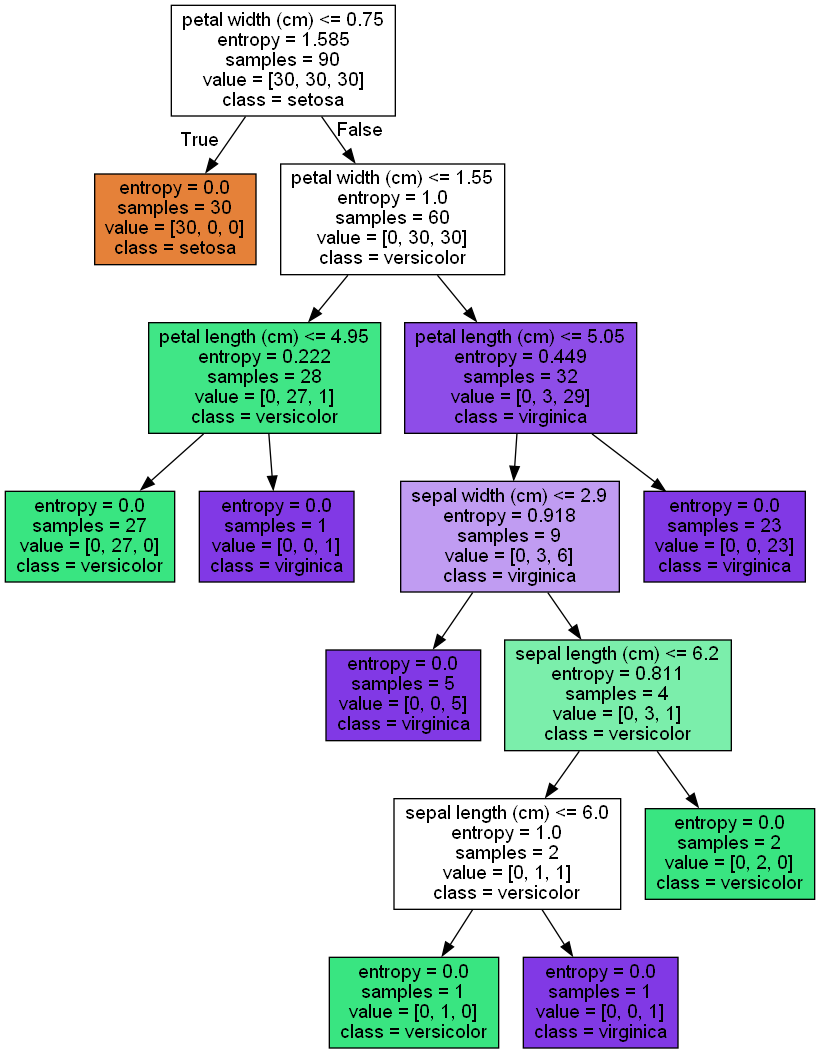 petal width (cm) <= 0.75
entropy = 1.585
samples = 90
value = [30, 30, 30]
class = setosa
True
False
entropy = 0.0
samples = 30
value = [30, 0, 0]
class = setosa
petal width (cm) <= 1.55
entropy = 1.0
samples = 60
value = [0, 30, 30]
class = versicolor
petal length (cm) <= 4.95
entropy = 0.222
samples = 28
value = [0, 27, 1]
class = versicolor
petal length (cm) <= 5.05
entropy = 0.449
samples = 32
value = [0, 3, 29]
class = virginica
entropy = 0.0
samples = 27
value = [0, 27, 0]
class = versicolor
entropy = 0.0
samples = 1
value = [0, 0, 1]
class = virginica
sepal width (cm) <= 2.9
entropy = 0.918
samples = 9
value = [0, 3, 6]
class = virginica
entropy = 0.0
samples = 23
value = [0, 0, 23]
class = virginica
entropy = 0.0
samples = 5
value = [0, 0, 5]
class = virginica
sepal length (cm) <= 6.2
entropy = 0.811
samples = 4
value = [0, 3, 1]
class = versicolor
sepal length (cm) <= 6.0
entropy = 1.0
samples = 2
value = [0, 1, 1]
class = versicolor
entropy = 0.0
samples = 2
value = [0, 2, 0]
class = versicolor
entropy = 0.0
samples = 1
value = [0, 1, 0]
class = versicolor
entropy = 0.0
samples = 1
value = [0, 0, 1]
class = virginica